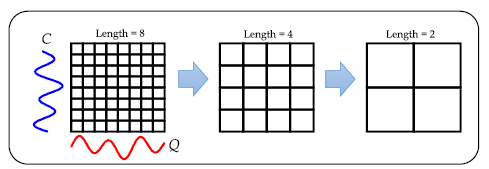 C
Length = 8
Length = 4
Length = 2
Q